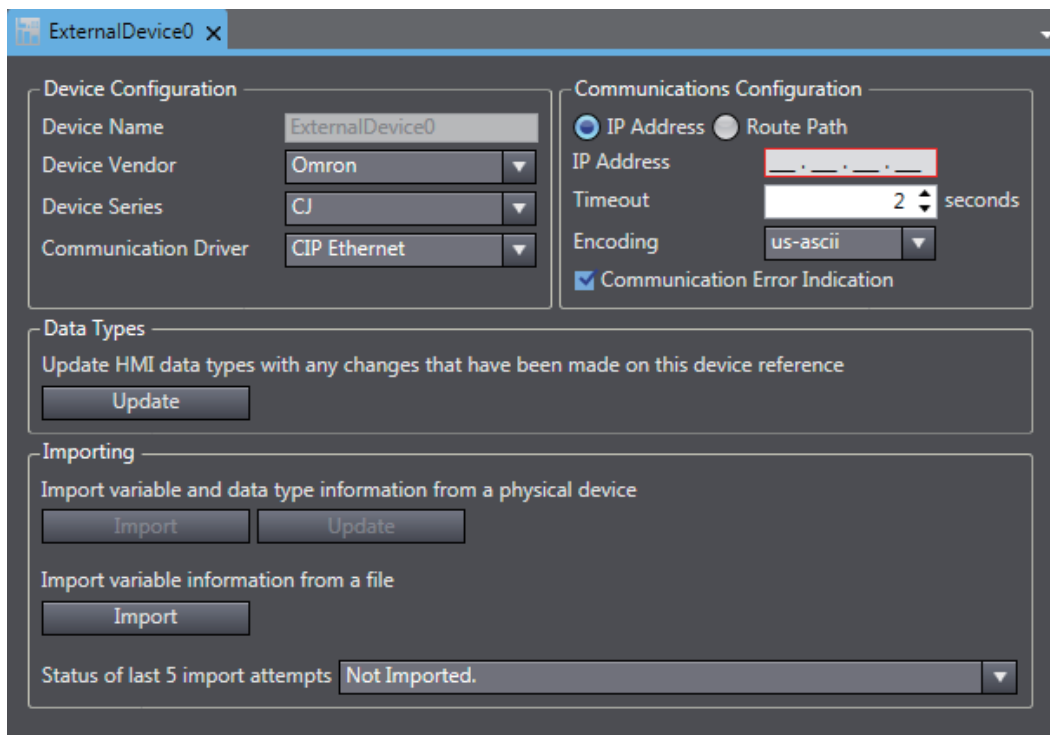 ExternalDevice0
Device Configuration
Device Name ExternalDevice0
Device Vendor Omron
Device Series CJ
Communication Driver CIP Ethernet
Communications Configuration
IP Address Route Path
IP Address __.__.__.__
Timeout 2 seconds
Encoding us-ascii
Communication Error Indication
Data Types
Update HMI data types with any changes that have been made on this device reference
Update
Importing
Import variable and data type information from a physical device
Import Update
Import variable information from a file
Import
Status of last 5 import attempts Not Imported.